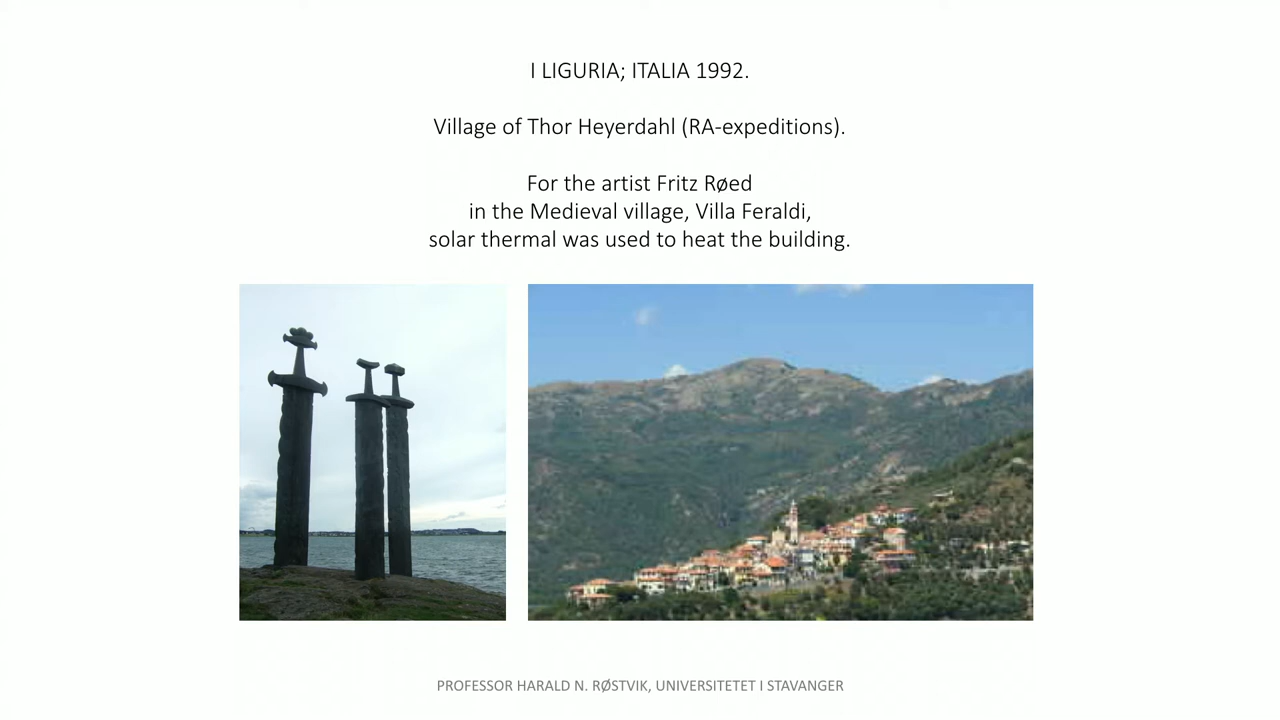 I LIGURIA; ITALIA 1992.
Village of Thor Heyerdahl (RA-expeditions).
For the artist Fritz Røed
in the Medieval village, Villa Feraldi,
solar thermal was used to heat the building.
PROFESSOR HARALD N. RØSTVIK, UNIVERSITETET I STAVANGER